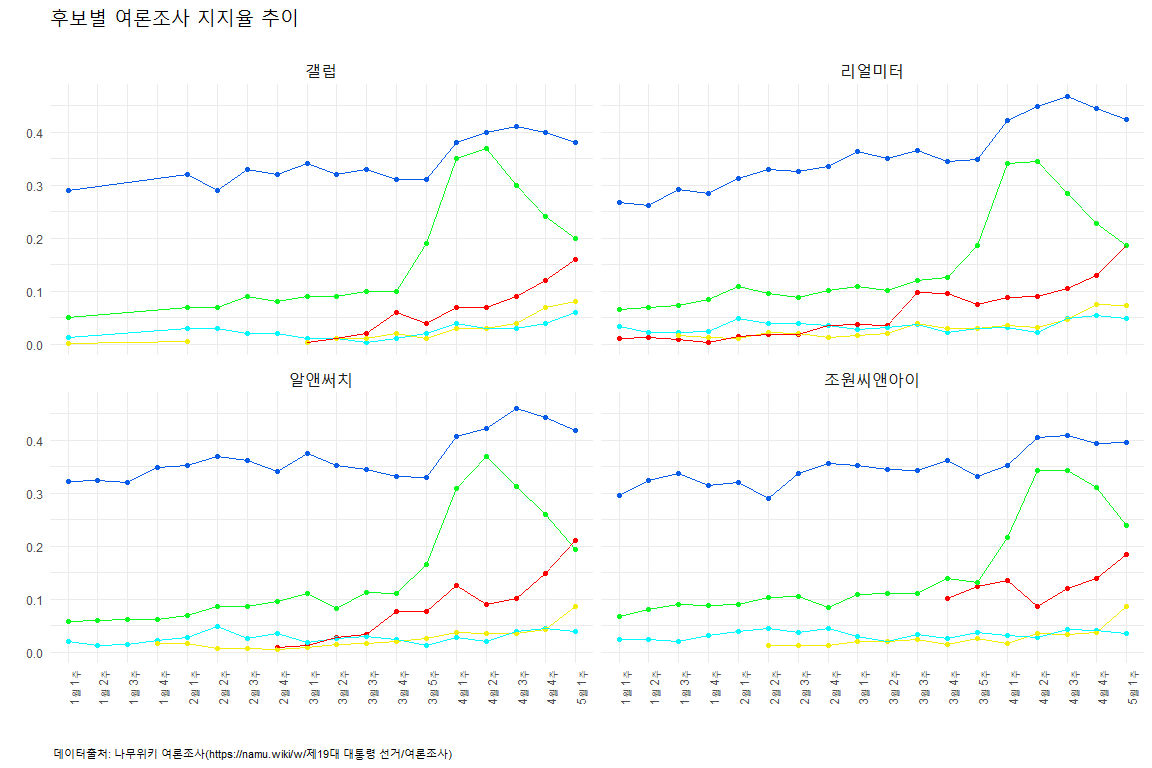 후보별 여론조사 지지율 추이
갤럽
리얼미터
0.4
0.3
0.2
0.1
0.0
알앤써치
조원씨앤아이
0.4
0.3
0.2
0.1
0.0
1월 1주
1월 2주
1월 3주
1월 4주
2월 1주
2월 2주
2월 3주
2월 4주
3월 1주
3월 2주
3월 3주
3월 4주
3월 5주
4월 1주
4월 2주
4월 3주
4월 4주
5월 1주
1월 1주
1월 2주
1월 3주
1월 4주
2월 1주
2월 2주
2월 3주
2월 4주
3월 1주
3월 2주
3월 3주
3월 4주
3월 5주
4월 1주
4월 2주
4월 3주
4월 4주
5월 1주
데이터출처: 나무위키 여론조사(https://namu.wiki/w/제19대 대통령 선거/여론조사)